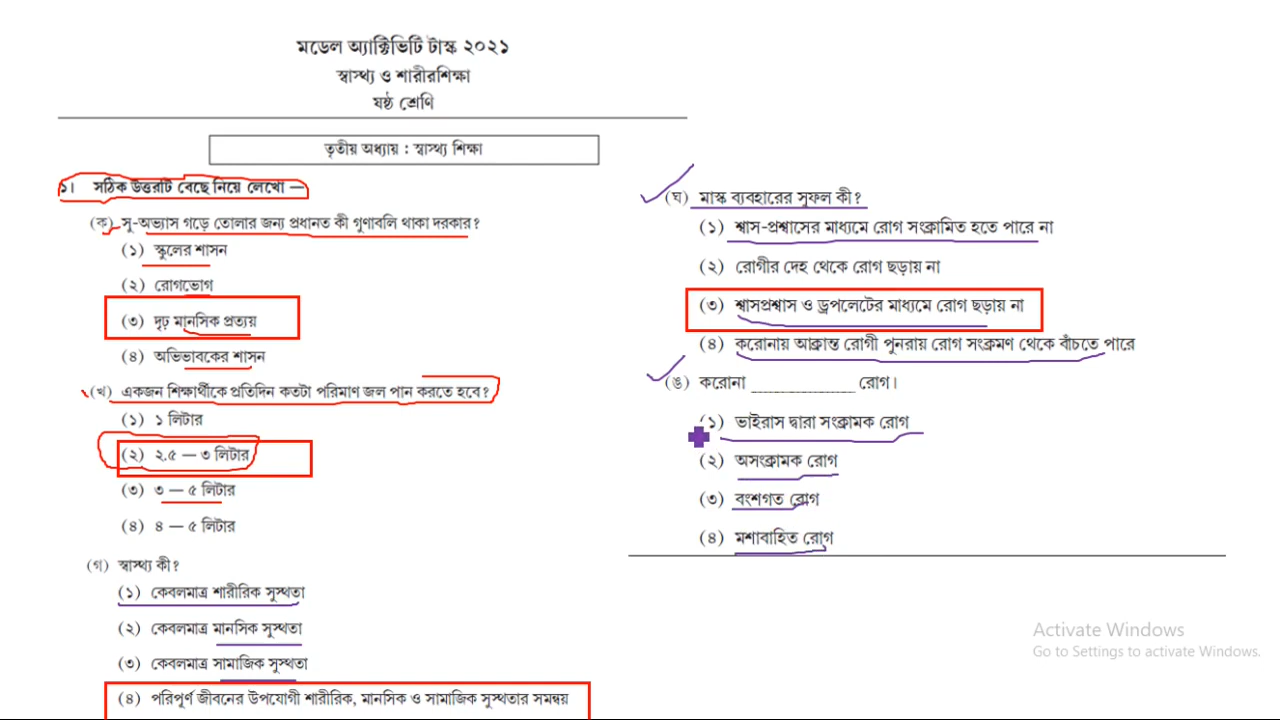 মডেল অ্যাক্টিভিটি টাস্ক ২০২১
স্বাস্থ্য ও শারীরশিক্ষা
ষষ্ঠ শ্রেণি
তৃতীয় অধ্যায় : স্বাস্থ্য শিক্ষা
১। সঠিক উত্তরটি বেছে নিয়ে লেখো —
(ক) সু-অভ্যাস গড়ে তোলার জন্য প্রধানত কী গুণাবলি থাকা দরকার?
(১) স্কুলের শাসন
(২) রোগভোগ
(৩) দৃঢ় মানসিক প্রত্যয়
(৪) অভিভাবকের শাসন
(খ) একজন শিক্ষার্থীকে প্রতিদিন কতটা পরিমাণ জল পান করতে হবে?
(১) ১ লিটার
(২) ২.৫ — ৩ লিটার
(৩) ৩ — ৫ লিটার
(৪) ৪ — ৫ লিটার
(গ) স্বাস্থ্য কী?
(১) কেবলমাত্র শারীরিক সুস্থতা
(২) কেবলমাত্র মানসিক সুস্থতা
(৩) কেবলমাত্র সামাজিক সুস্থতা
(৪) পরিপূর্ণ জীবনের উপযোগী শারীরিক, মানসিক ও সামাজিক সুস্থতার সমন্বয়
(ঘ) মাস্ক ব্যবহারের সুফল কী?
(১) শ্বাস-প্রশ্বাসের মাধ্যমে রোগ সংক্রামিত হতে পারে না
(২) রোগীর দেহ থেকে রোগ ছড়ায় না
(৩) শ্বাসপ্রশ্বাস ও ড্রপলেটের মাধ্যমে রোগ ছড়ায় না
(৪) করোনায় আক্রান্ত রোগী পুনরায় রোগ সংক্রমণ থেকে বাঁচতে পারে
(ঙ) করোনা ______________ রোগ।
(১) ভাইরাস দ্বারা সংক্রামক রোগ
(২) অসংক্রামক রোগ
(৩) বংশগত রোগ
(৪) মশাবাহিত রোগ
Activate Windows
Go to Settings to activate Windows.